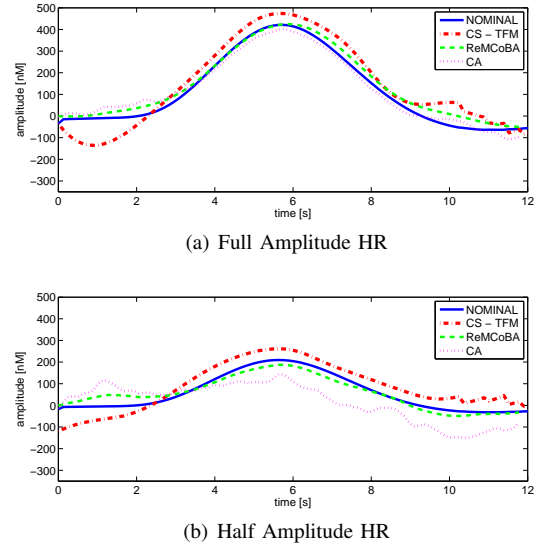 500
400
300
200
100
0
−100
−200
−300
amplitude [nM]
0 2 4 6 8 10 12
time [s]
NOMINAL
CS − TFM
ReMCoBA
CA
(a) Full Amplitude HR
500
400
300
200
100
0
−100
−200
−300
amplitude [nM]
0 2 4 6 8 10 12
time [s]
NOMINAL
CS − TFM
ReMCoBA
CA
(b) Half Amplitude HR